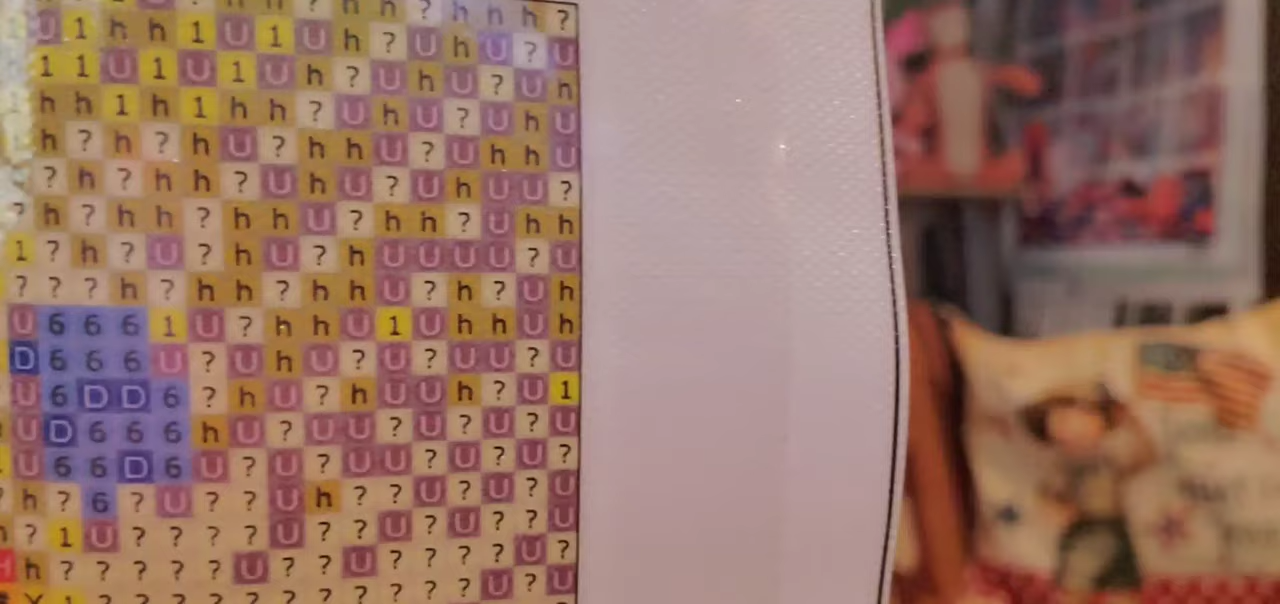 h h ? h h ? h h h ?
U 1 h h 1 U 1 U h ? U h U ? U
1 1 U 1 U 1 U h ? U h U ? U h
h h 1 h 1 h h ? U h U ? U h U
h ? h ? h U ? h h U ? U h h U
? h ? h h ? U h U ? U h U U ?
? h ? h h ? h h U ? h h ? U h h
1 ? h ? U ? h U ? h U U U U ? U
? ? ? h ? h h ? h h U ? h ? U h
U 6 6 6 1 U ? h h U 1 U h h U h
D 6 6 6 U ? U h U ? U ? U U ? U
U 6 D D 6 ? h U ? h U U h ? U 1
U D 6 6 6 h U ? U U ? U ? U ? U
U 6 6 D 6 U ? U ? U U ? U ? U ?
? h ? 6 ? U ? ? U h ? ? U ? U ? U
h ? 1 U ? ? ? ? U ? ? U ? U ? ? U
H h ? ? ? ? ? U ? ? U ? ? ? ? U ?
Y 1 ? ? ? ? ? ? ? ? ? ? ? U ? U